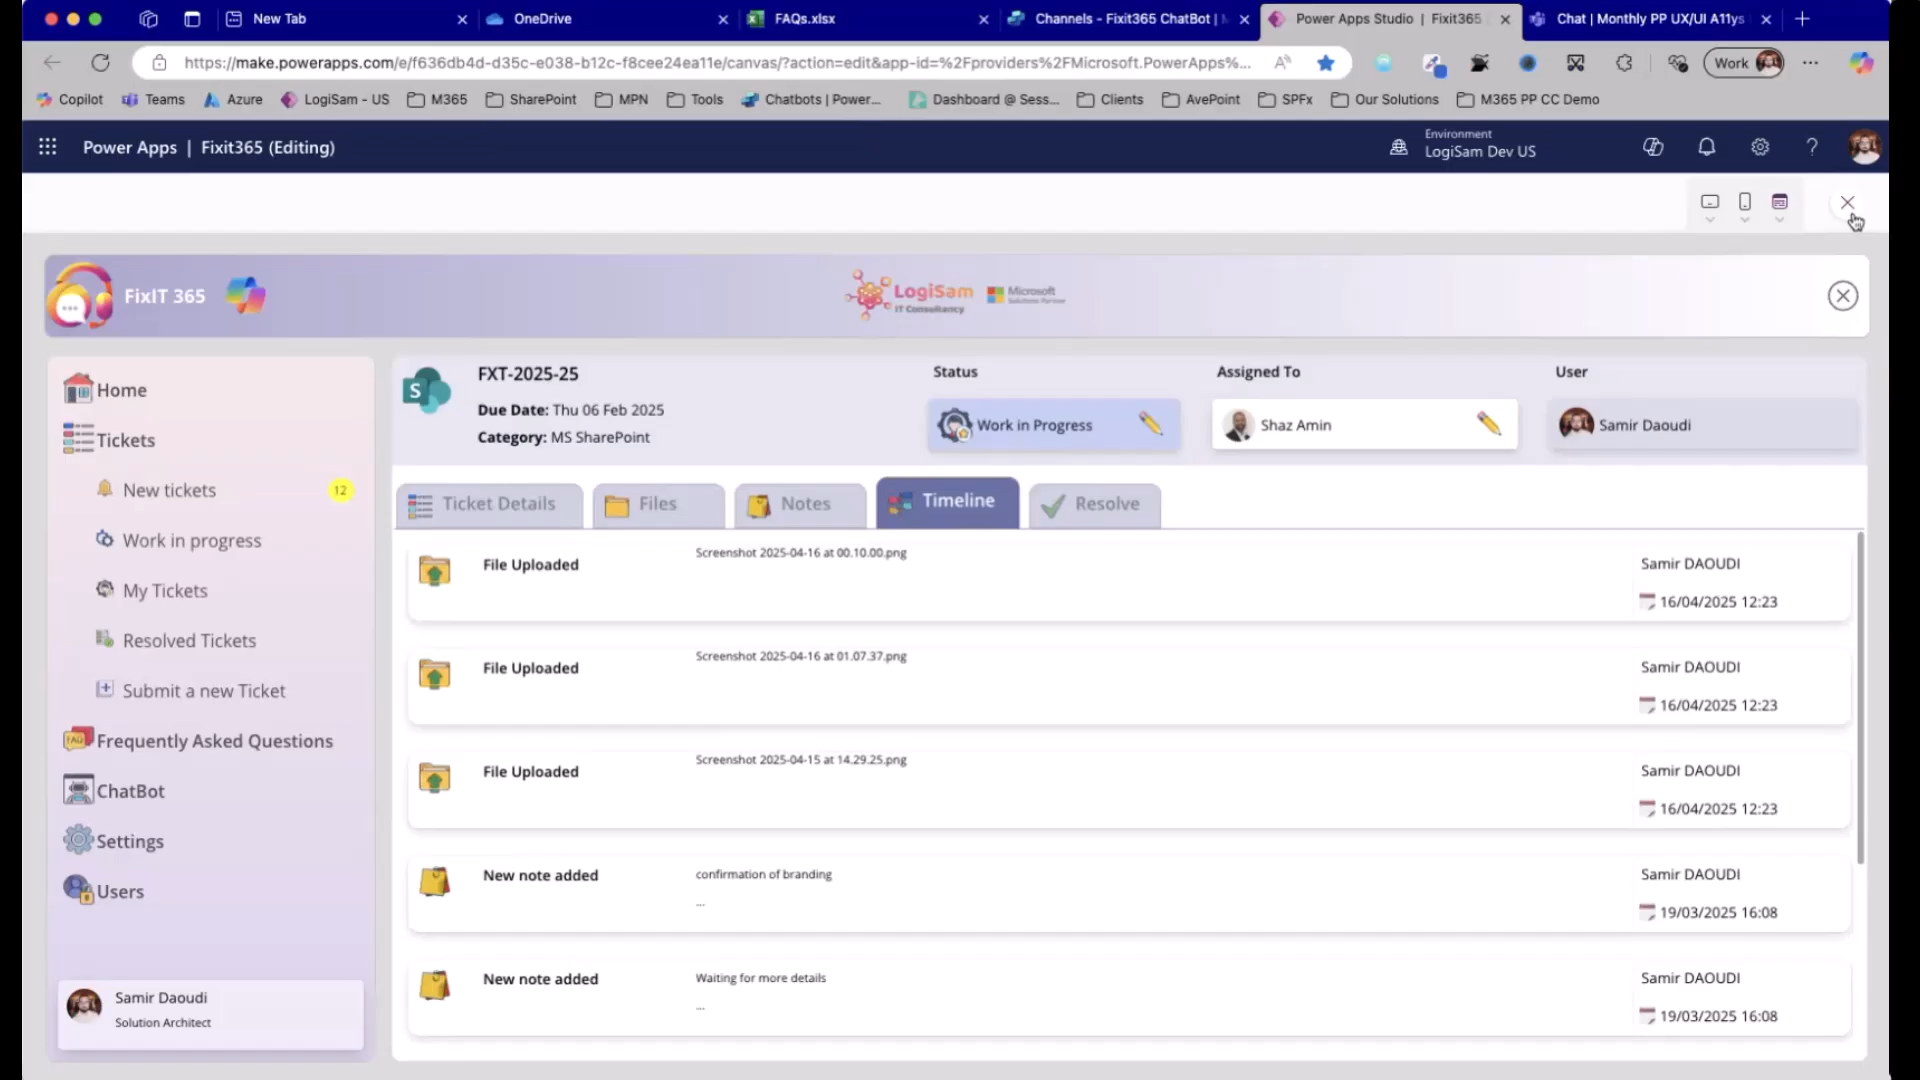 New Tab
OneDrive
FAQs.xlsx
Channels - Fixit365 ChatBot |
Power Apps Studio | Fixit365
Chat | Monthly PP UX/UI A11ys
https://make.powerapps.com/e/f636db4d-d35c-e038-b12c-f8cee24ea11e/canvas/?action=edit&app-id=%2Fproviders%2FMicrosoft.PowerApps%...
Work
Copilot
Teams
Azure
LogiSam - US
M365
SharePoint
MPN
Tools
Chatbots | Power...
Dashboard @ Sess...
Clients
AvePoint
SPFx
Our Solutions
M365 PP CC Demo
Power Apps | Fixit365 (Editing)
Environment
LogiSam Dev US
FixIT 365
LogiSam
IT Consultancy
Microsoft
Solutions Partner
Home
Tickets
New tickets
12
Work in progress
My Tickets
Resolved Tickets
Submit a new Ticket
FAQ
Frequently Asked Questions
ChatBot
Settings
Users
Samir Daoudi
Solution Architect
S
FXT-2025-25
Due Date: Thu 06 Feb 2025
Category: MS SharePoint
Status
Work in Progress
Assigned To
Shaz Amin
User
Samir Daoudi
Ticket Details
Files
Notes
Timeline
Resolve
File Uploaded
Screenshot 2025-04-16 at 00.10.00.png
Samir DAOUDI
16/04/2025 12:23
File Uploaded
Screenshot 2025-04-16 at 01.07.37.png
Samir DAOUDI
16/04/2025 12:23
File Uploaded
Screenshot 2025-04-15 at 14.29.25.png
Samir DAOUDI
16/04/2025 12:23
New note added
confirmation of branding
...
Samir DAOUDI
19/03/2025 16:08
New note added
Waiting for more details
...
Samir DAOUDI
19/03/2025 16:08